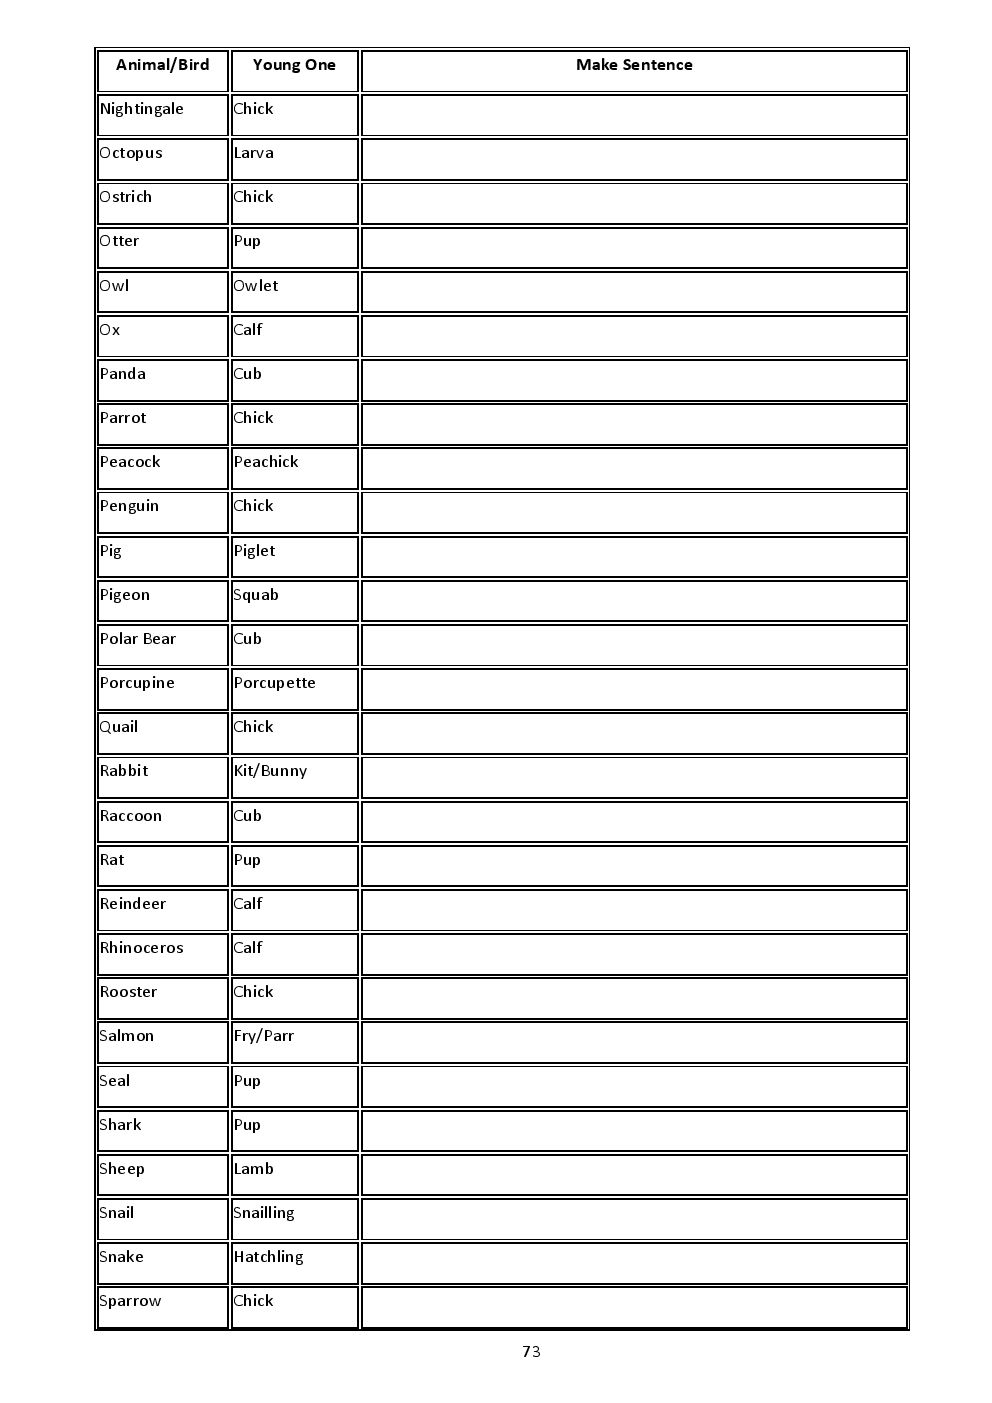 Animal/Bird Young One Make Sentence
Nightingale Chick
Octopus Larva
Ostrich Chick
Otter Pup
Owl Owlet
Ox Calf
Panda Cub
Parrot Chick
Peacock Peachick
Penguin Chick
Pig Piglet
Pigeon Squab
Polar Bear Cub
Porcupine Porcupette
Quail Chick
Rabbit Kit/Bunny
Raccoon Cub
Rat Pup
Reindeer Calf
Rhinoceros Calf
Rooster Chick
Salmon Fry/Parr
Seal Pup
Shark Pup
Sheep Lamb
Snail Snailling
Snake Hatchling
Sparrow Chick
73